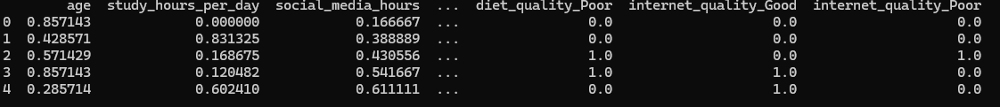 age study_hours_per_day social_media_hours ... diet_quality_Poor internet_quality_Good internet_quality_Poor
0 0.857143 0.000000 0.166667 ... 0.0 0.0 0.0
1 0.428571 0.831325 0.388889 ... 0.0 0.0 0.0
2 0.571429 0.168675 0.430556 ... 1.0 0.0 1.0
3 0.857143 0.120482 0.541667 ... 1.0 1.0 0.0
4 0.285714 0.602410 0.611111 ... 0.0 1.0 0.0